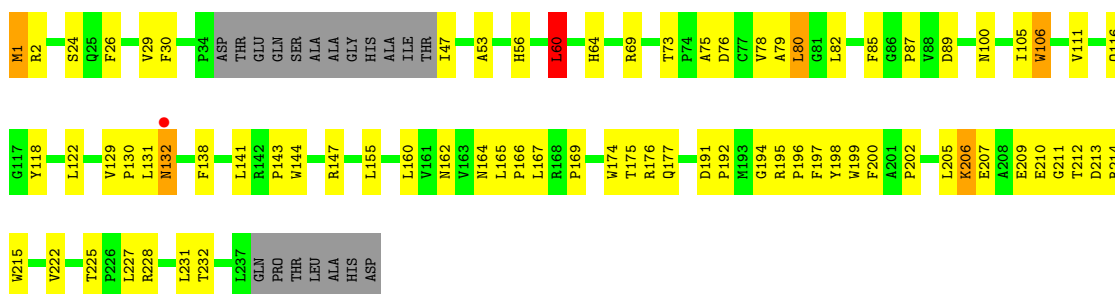 M1 R2 S24 Q25 F26 V29 F30 P34 ASP THR GLU GLN SER ALA ALA GLY HIS ALA ILE THR I47 A53 H56 L60 H64 R69 T73 P74 A75 D76 C77 V78 A79 L80 G81 L82 F85 G86 P87 V88 D89 N100 I105 W106 V111
G117 Y118 L122 V129 P130 L131 N132 F138 L141 R142 P143 W144 R147 L155 L160 V161 N162 V163 N164 L165 P166 L167 R168 P169 W174 T175 R176 Q177 D191 P192 M193 G194 R195 P196 F197 Y198 W199 F200 A201 P202 L205 K206 E207 A208 E209 E210 G211 T212 D213
W215 V222 T225 P226 L227 R228 L231 T232 L237 GLN PRO THR LEU ALA HIS ASP